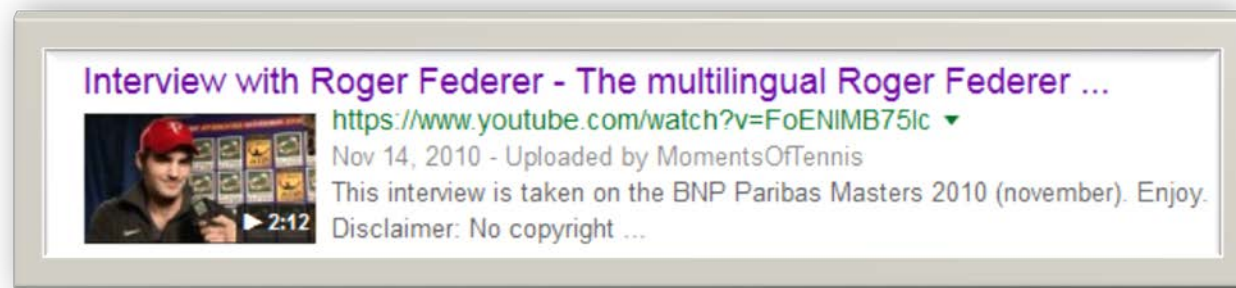 Interview with Roger Federer - The multilingual Roger Federer ...
https://www.youtube.com/watch?v=FoENlMB75lc
Nov 14, 2010 - Uploaded by MomentsOfTennis
This interview is taken on the BNP Paribas Masters 2010 (november). Enjoy.
2:12
Disclaimer: No copyright ...